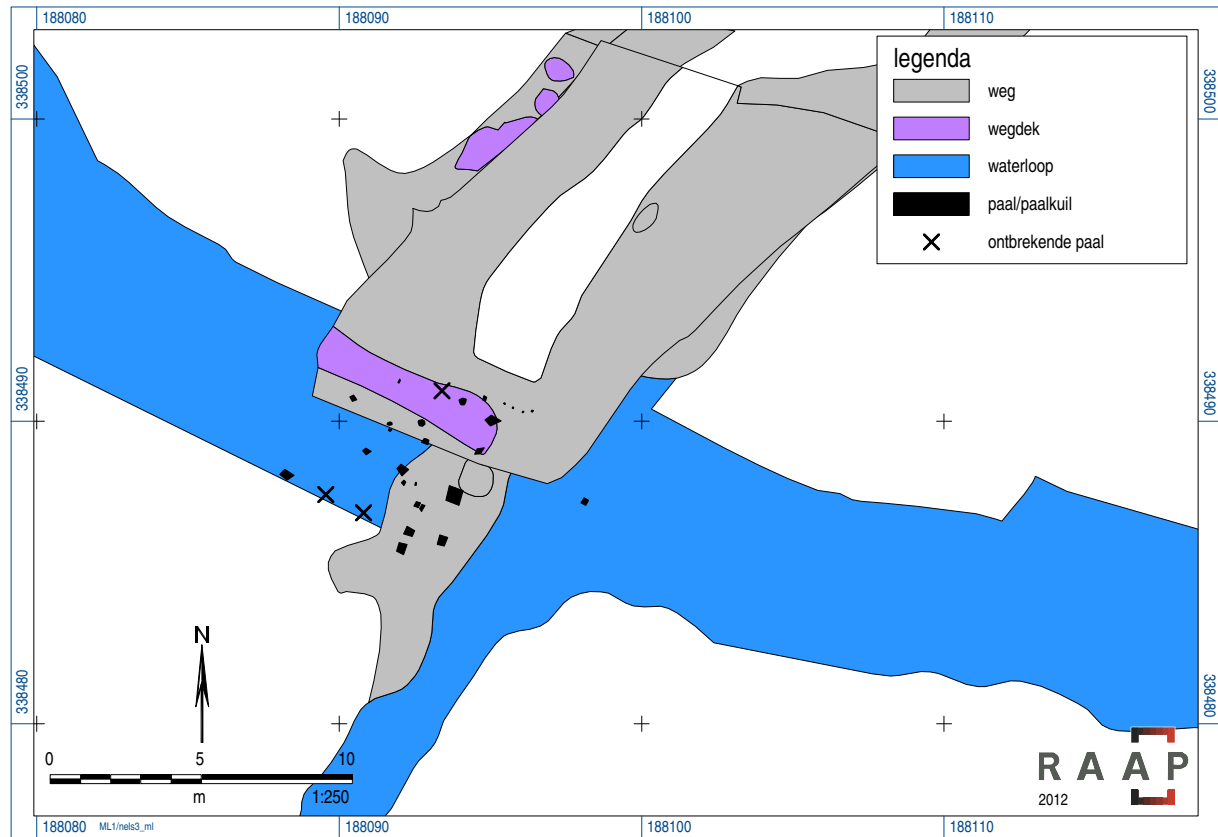 188080 188090 188100 188110
338500
338490
338480
338500
338490
338480
legenda
weg
wegdek
waterloop
paal/paalkuil
ontbrekende paal
N
0 5 10
m 1:250
RAAP
2012
188080 ML1/nels3_ml 188090 188100 188110